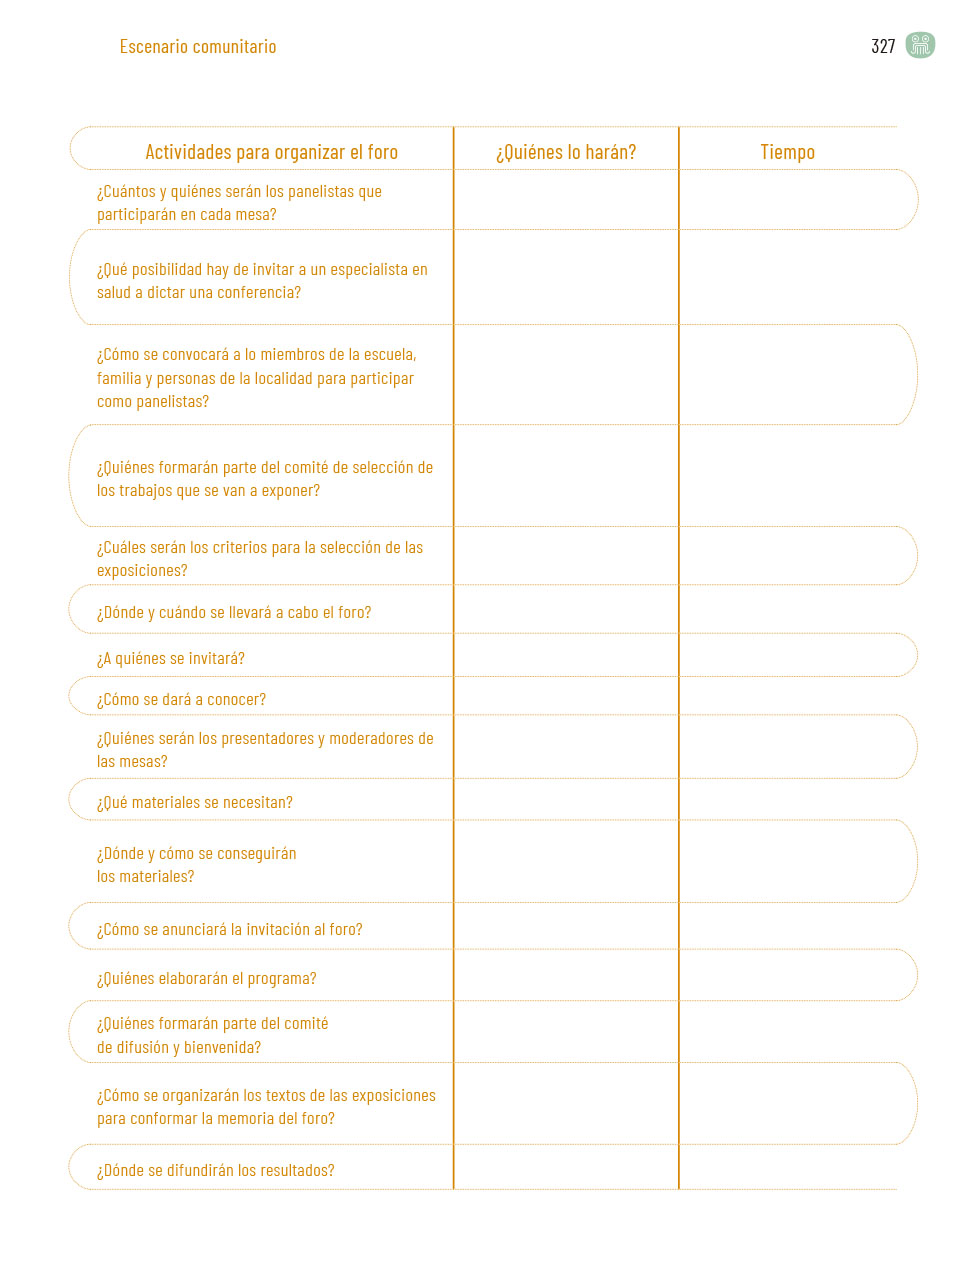 Escenario comunitario
327
Actividades para organizar el foro
¿Quiénes lo harán?
Tiempo
¿Cuántos y quiénes serán los panelistas que
participarán en cada mesa?
¿Qué posibilidad hay de invitar a un especialista en
salud a dictar una conferencia?
¿Cómo se convocará a lo miembros de la escuela,
familia y personas de la localidad para participar
como panelistas?
¿Quiénes formarán parte del comité de selección de
los trabajos que se van a exponer?
¿Cuáles serán los criterios para la selección de las
exposiciones?
¿Dónde y cuándo se llevará a cabo el foro?
¿A quiénes se invitará?
¿Cómo se dará a conocer?
¿Quiénes serán los presentadores y moderadores de
las mesas?
¿Qué materiales se necesitan?
¿Dónde y cómo se conseguirán
los materiales?
¿Cómo se anunciará la invitación al foro?
¿Quiénes elaborarán el programa?
¿Quiénes formarán parte del comité
de difusión y bienvenida?
¿Cómo se organizarán los textos de las exposiciones
para conformar la memoria del foro?
¿Dónde se difundirán los resultados?